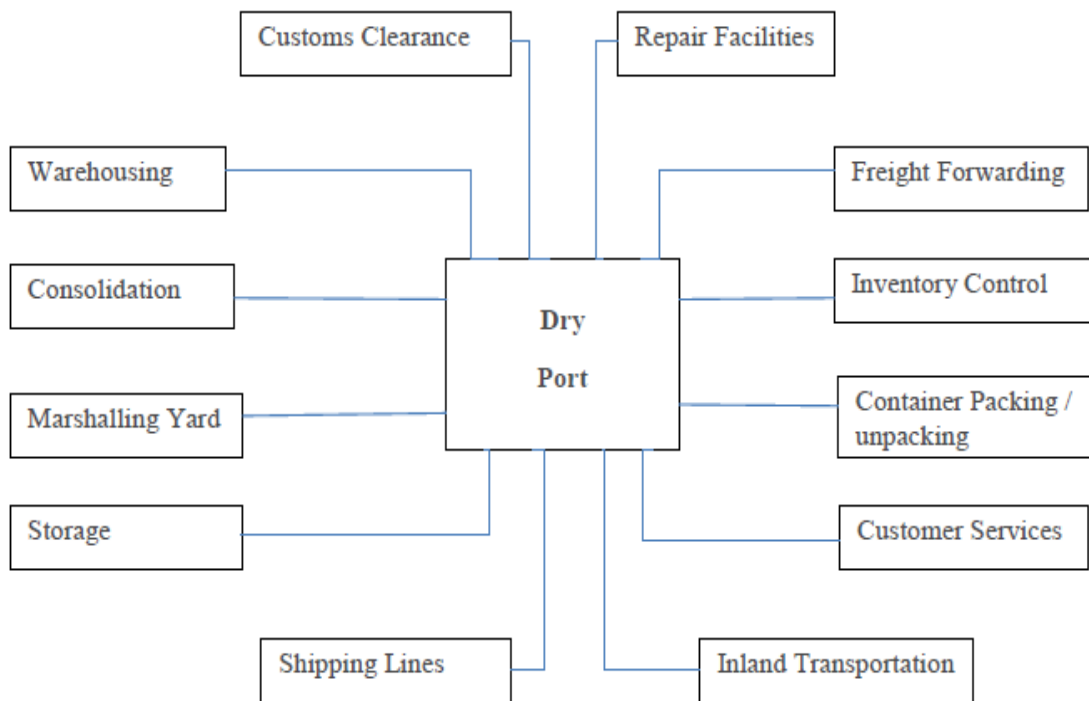 Customs Clearance
Repair Facilities
Warehousing
Freight Forwarding
Consolidation
Inventory Control
Dry
Port
Marshalling Yard
Container Packing /
unpacking
Storage
Customer Services
Shipping Lines
Inland Transportation